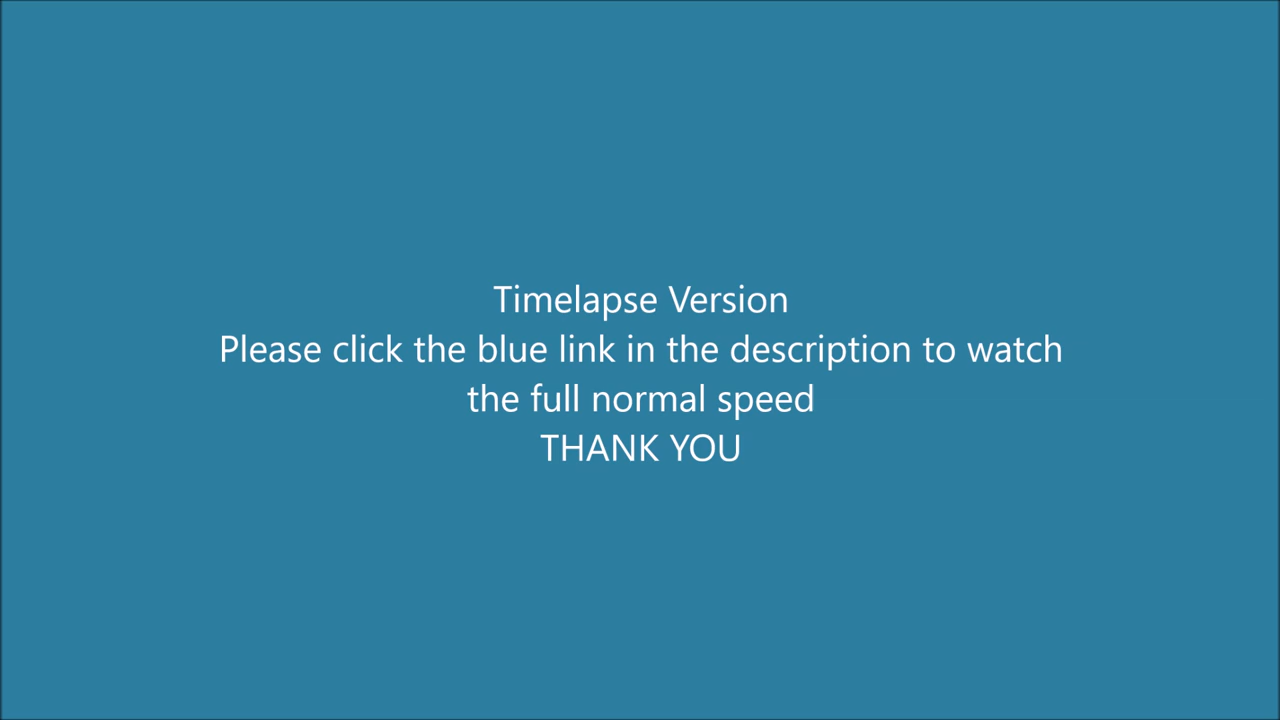 Timelapse Version
Please click the blue link in the description to watch
the full normal speed
THANK YOU